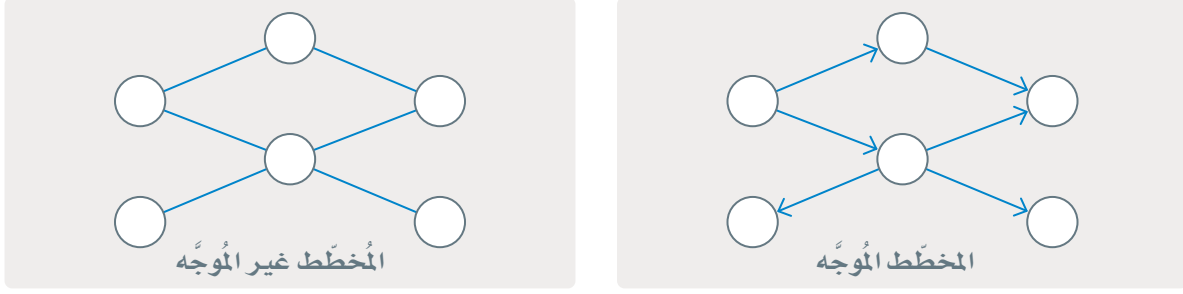 المخطّط المُوجَّه
المُخطّط غير المُوجَّه